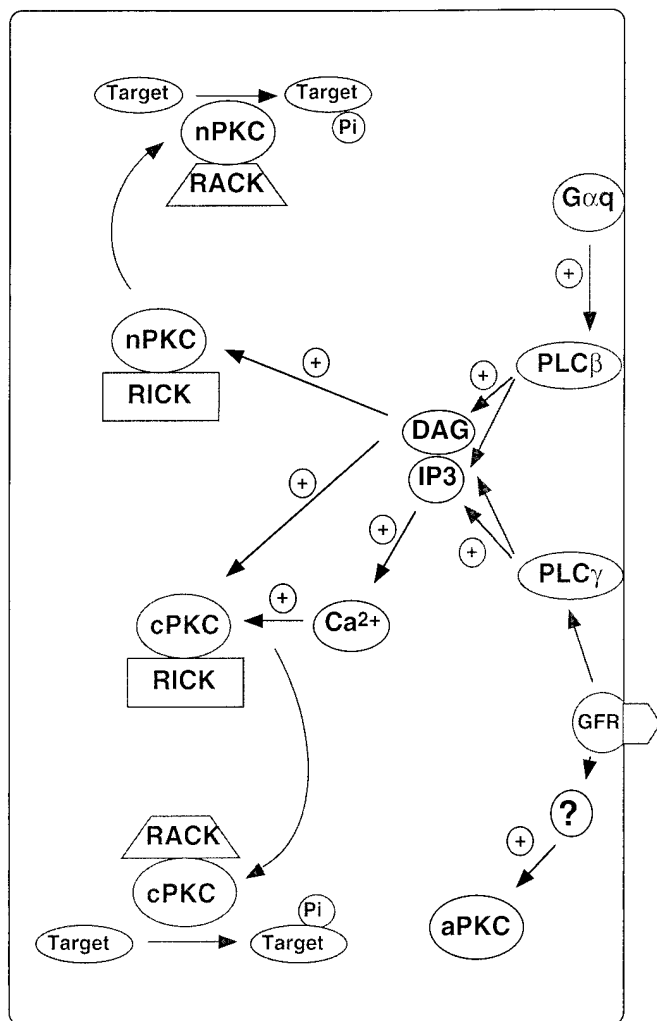 Target
Target
Pi
nPKC
RACK
Gαq
+
nPKC
RICK
+
PLCβ
+
DAG
IP3
+
+
+
PLCγ
cPKC
RICK
+
Ca2+
GFR
?
+
RACK
cPKC
aPKC
Pi
Target
Target